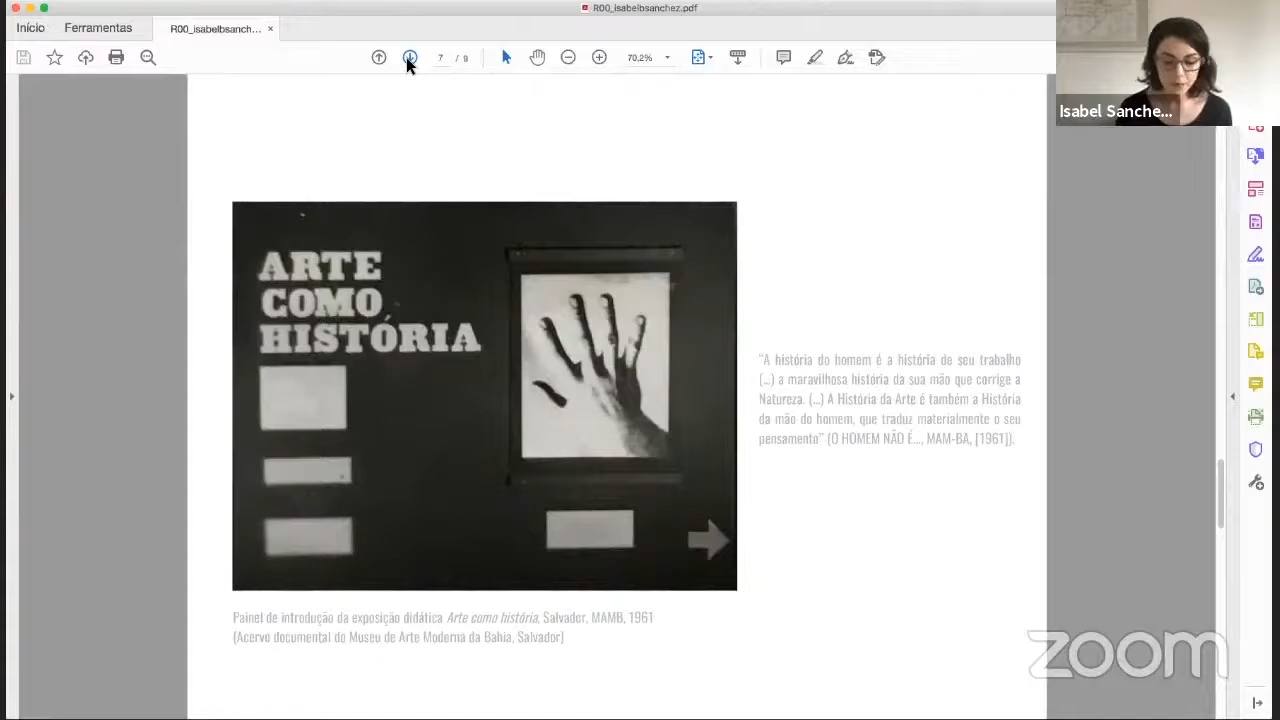 R00_isabelbsanchez.pdf
Início Ferramentas R00_isabelbsanch... ×
7 / 9 70,2%
Isabel Sanche...
ARTE
COMO
HISTÓRIA
“A história do homem é a história de seu trabalho
(...) a maravilhosa história da sua mão que corrige a
Natureza. (...) A História da Arte é também a História
da mão do homem, que traduz materialmente o seu
pensamento” (O HOMEM NÃO É..., MAM-BA, [1961]).
Painel de introdução da exposição didática Arte como história, Salvador, MAMB, 1961
(Acervo documental do Museu de Arte Moderna da Bahia, Salvador)
zoom